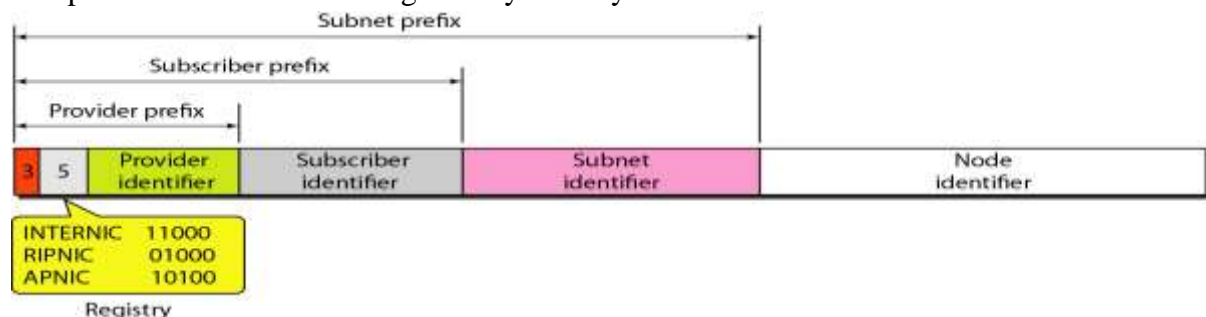 Subnet prefix
Subscriber prefix
Provider prefix
3 5 Provider identifier Subscriber identifier Subnet identifier Node identifier
INTERNIC 11000
RIPNIC 01000
APNIC 10100
Registry